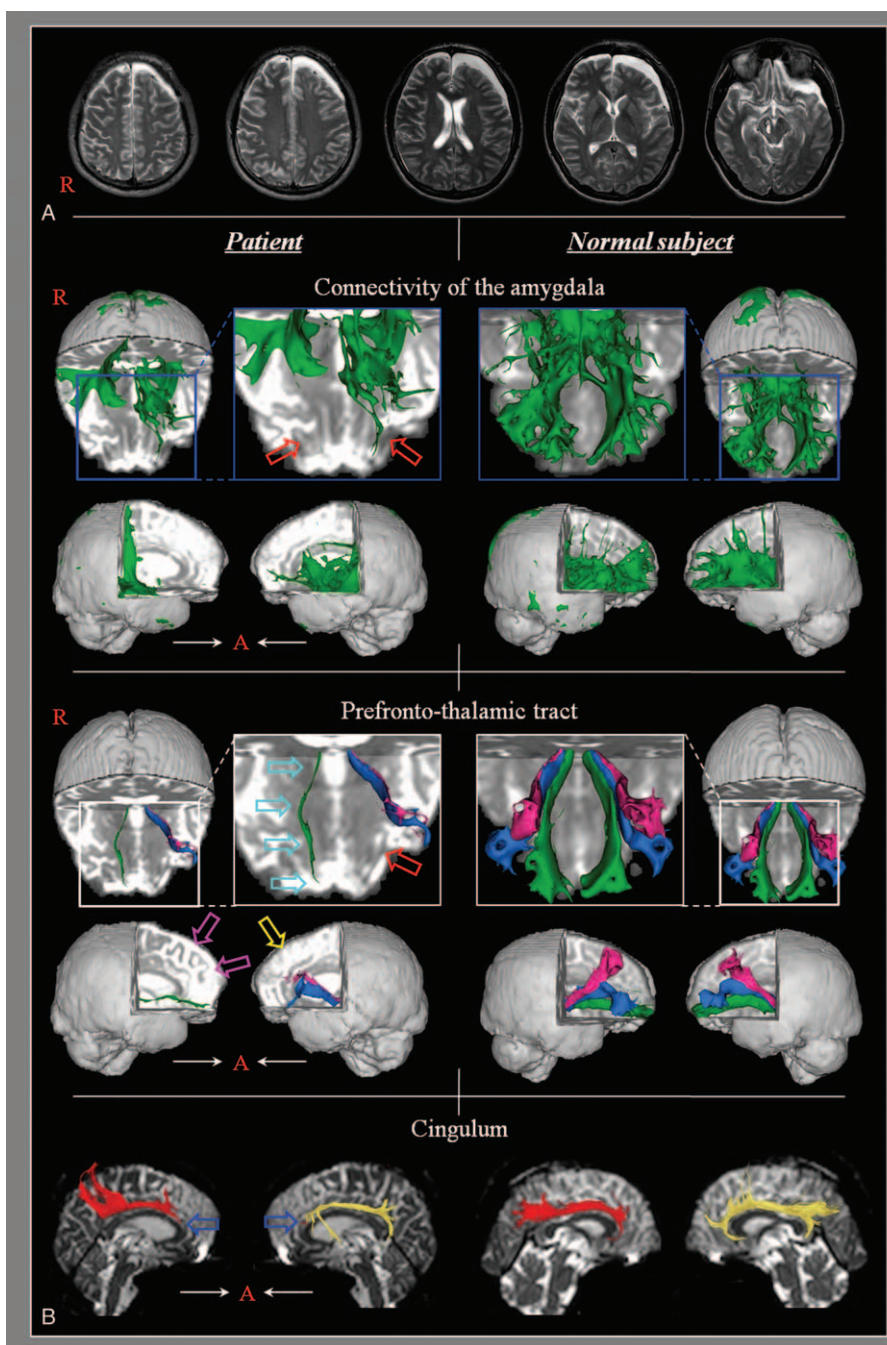 R
A
Patient Normal subject
R
Connectivity of the amygdala
A
R
Prefronto-thalamic tract
A
Cingulum
A
B